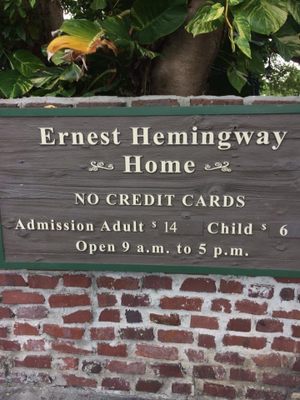 Ernest Hemingway
Home
NO CREDIT CARDS
Admission Adult $ 14 Child $ 6
Open 9 a.m. to 5 p.m.